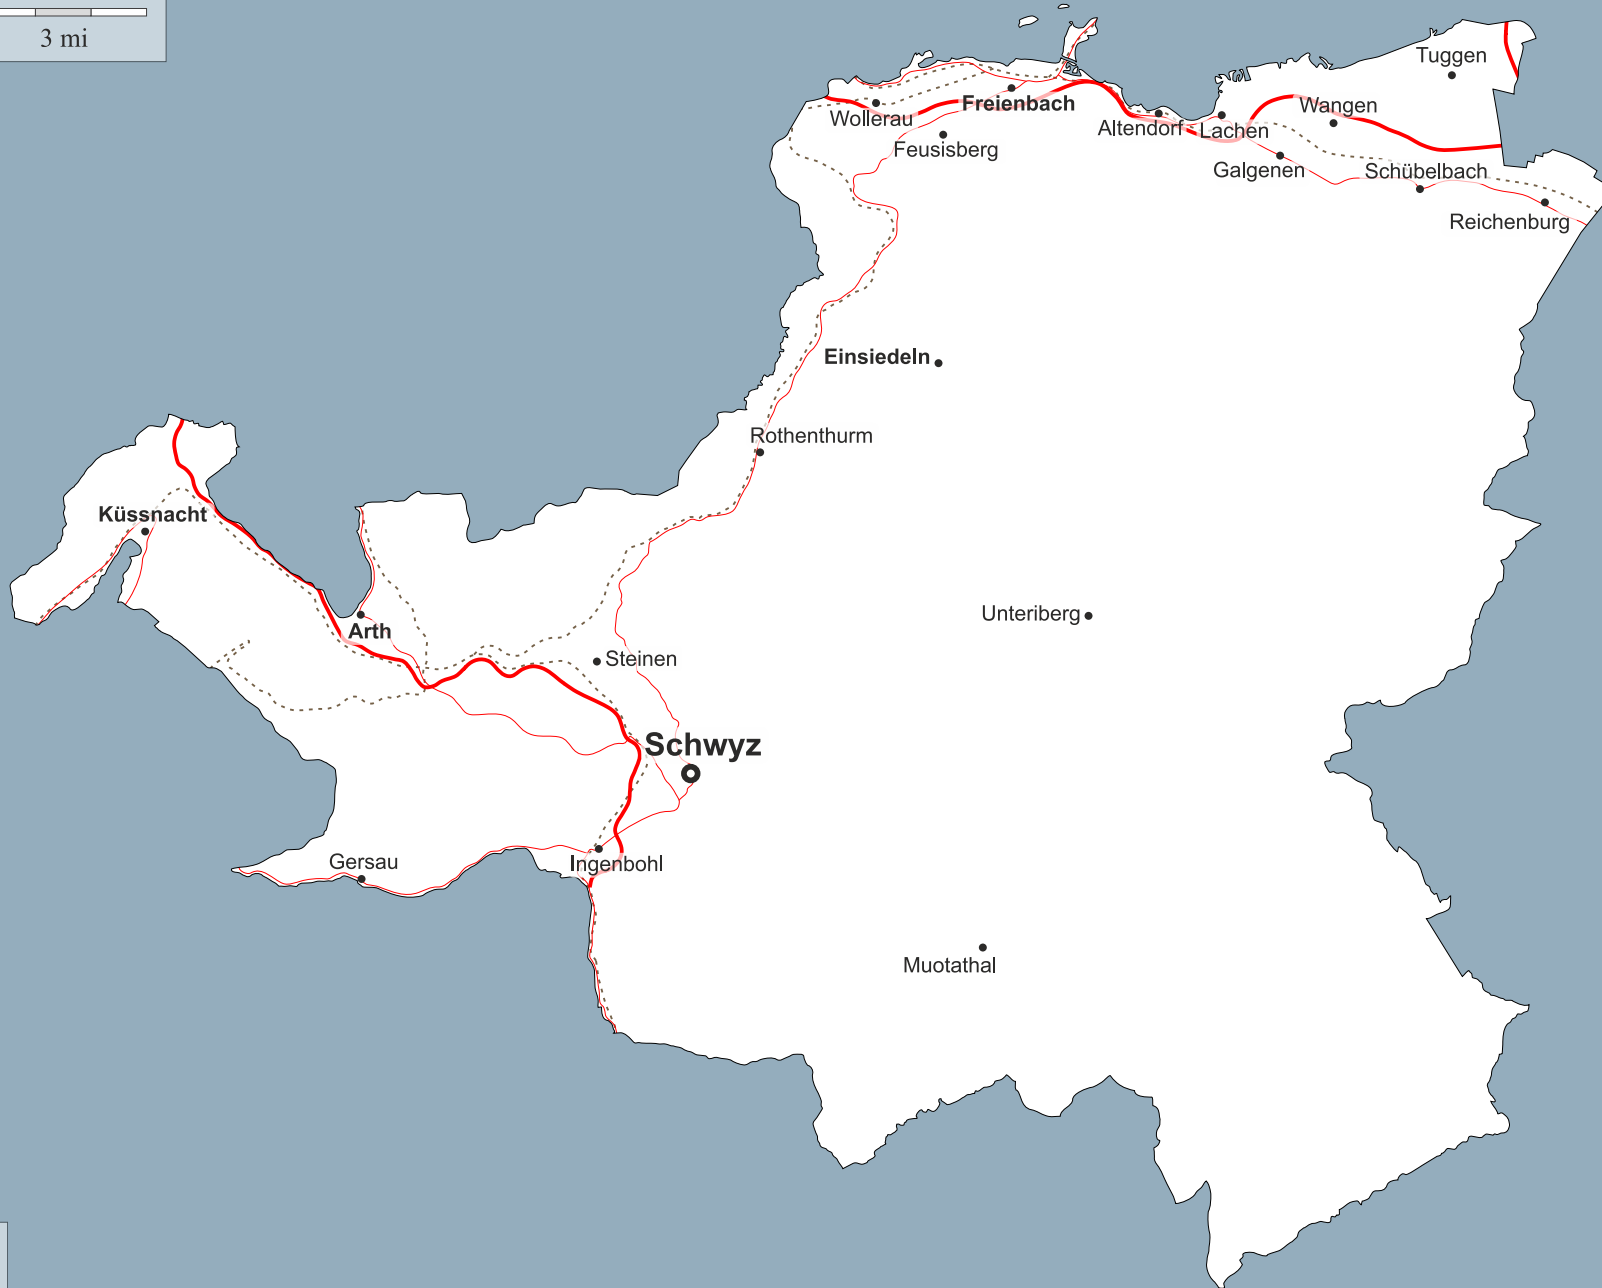 3 mi
Tuggen
Wangen
Freienbach
Wollerau
Altendorf
Lachen
Feusisberg
Galgenen
Schübelbach
Reichenburg
Einsiedeln
Rothenthurm
Küssnacht
Unteriberg
Arth
Steinen
Schwyz
Gersau
Ingenbohl
Muotathal